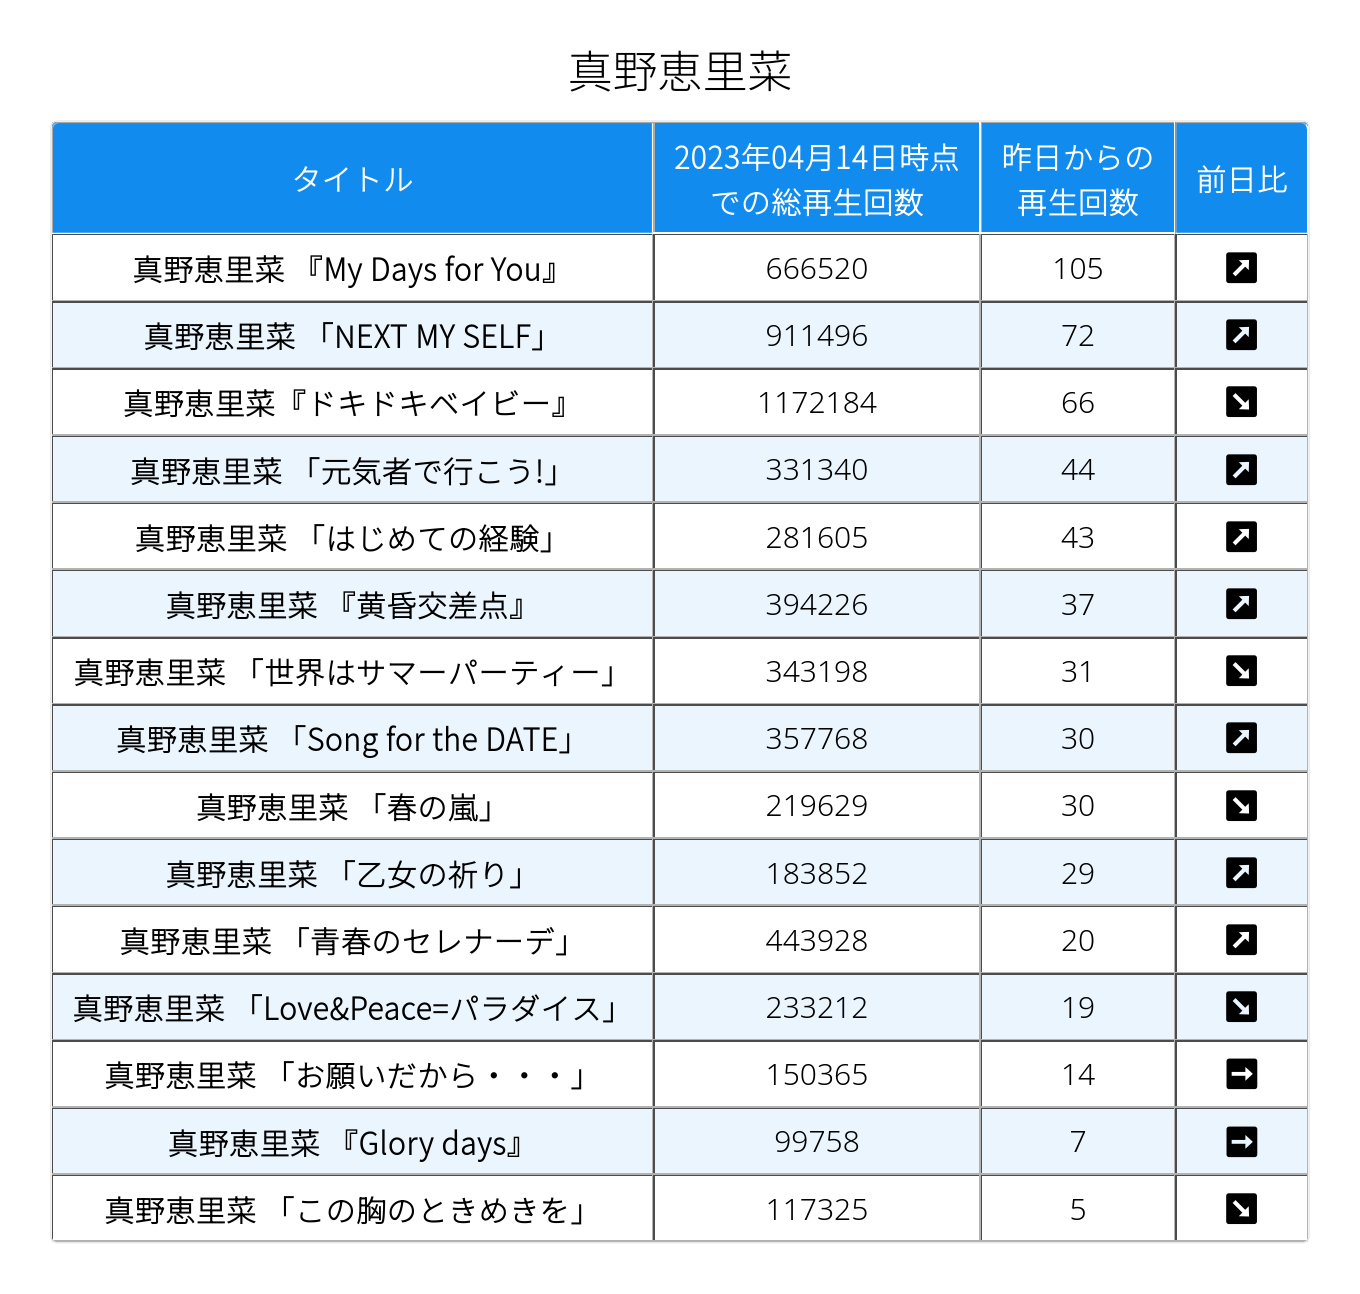 真野恵里菜
タイトル
2023年04月14日時点
での総再生回数
昨日からの
再生回数
前日比
真野恵里菜 『My Days for You』 666520 105 ↗
真野恵里菜 「NEXT MY SELF」 911496 72 ↗
真野恵里菜『ドキドキベイビー』 1172184 66 ↘
真野恵里菜 「元気者で行こう!」 331340 44 ↗
真野恵里菜 「はじめての経験」 281605 43 ↗
真野恵里菜 『黄昏交差点』 394226 37 ↗
真野恵里菜 「世界はサマーパーティー」 343198 31 ↘
真野恵里菜 「Song for the DATE」 357768 30 ↗
真野恵里菜 「春の嵐」 219629 30 ↘
真野恵里菜 「乙女の祈り」 183852 29 ↗
真野恵里菜 「青春のセレナーデ」 443928 20 ↗
真野恵里菜 「Love&Peace=パラダイス」 233212 19 ↘
真野恵里菜 「お願いだから・・・」 150365 14 →
真野恵里菜 『Glory days』 99758 7 →
真野恵里菜 「この胸のときめきを」 117325 5 ↘